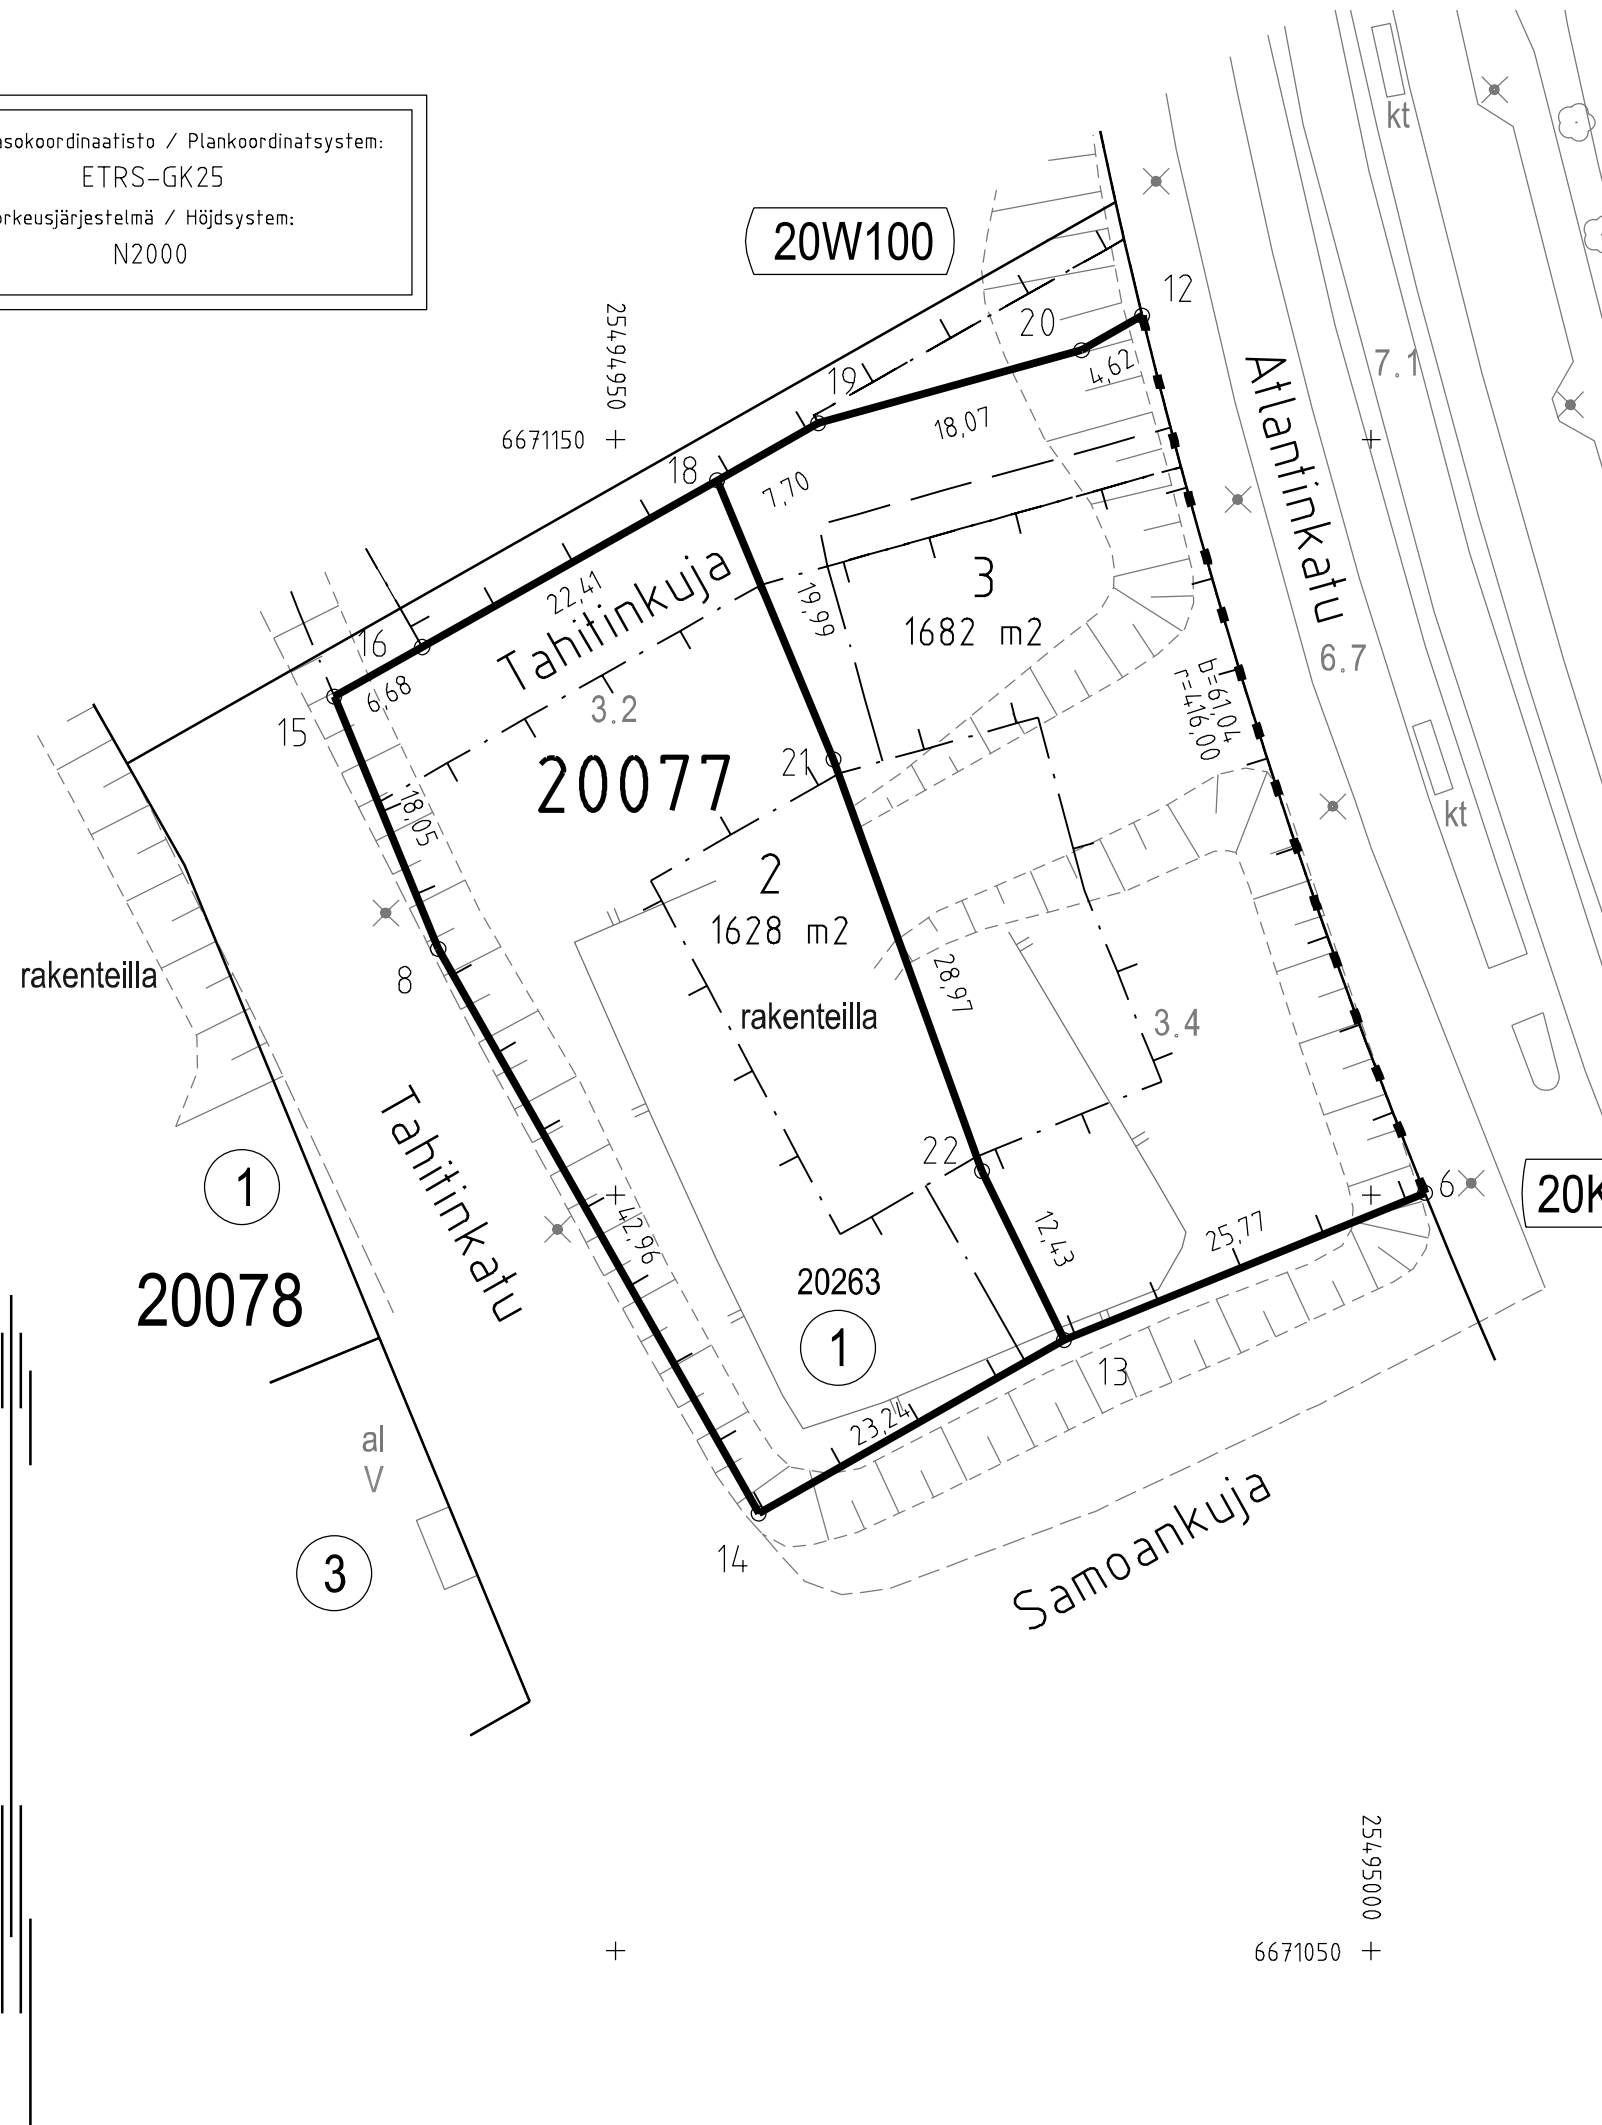 Plankoordinatsystem:
ETRS-GK25
Höjdsystem:
N2000
kt
20W100
12
20
4,62
7.1
25494950
19
6671150
18,07
Atlantinkatu
18
7,70
22,41
Tahitinkuja
3
19,99
1682 m2
16
6.7
6,68
b=61,04
r=416,00
15
3.2
21
20077
18,05
kt
2
1628 m2
8
rakenteilla
28,97
rakenteilla
3.4
Tahitinkatu
22
1
6
42,96
12,43
25,77
20263
20078
1
13
23,24
al
V
14
3
Samoankuja
25495000
6671050